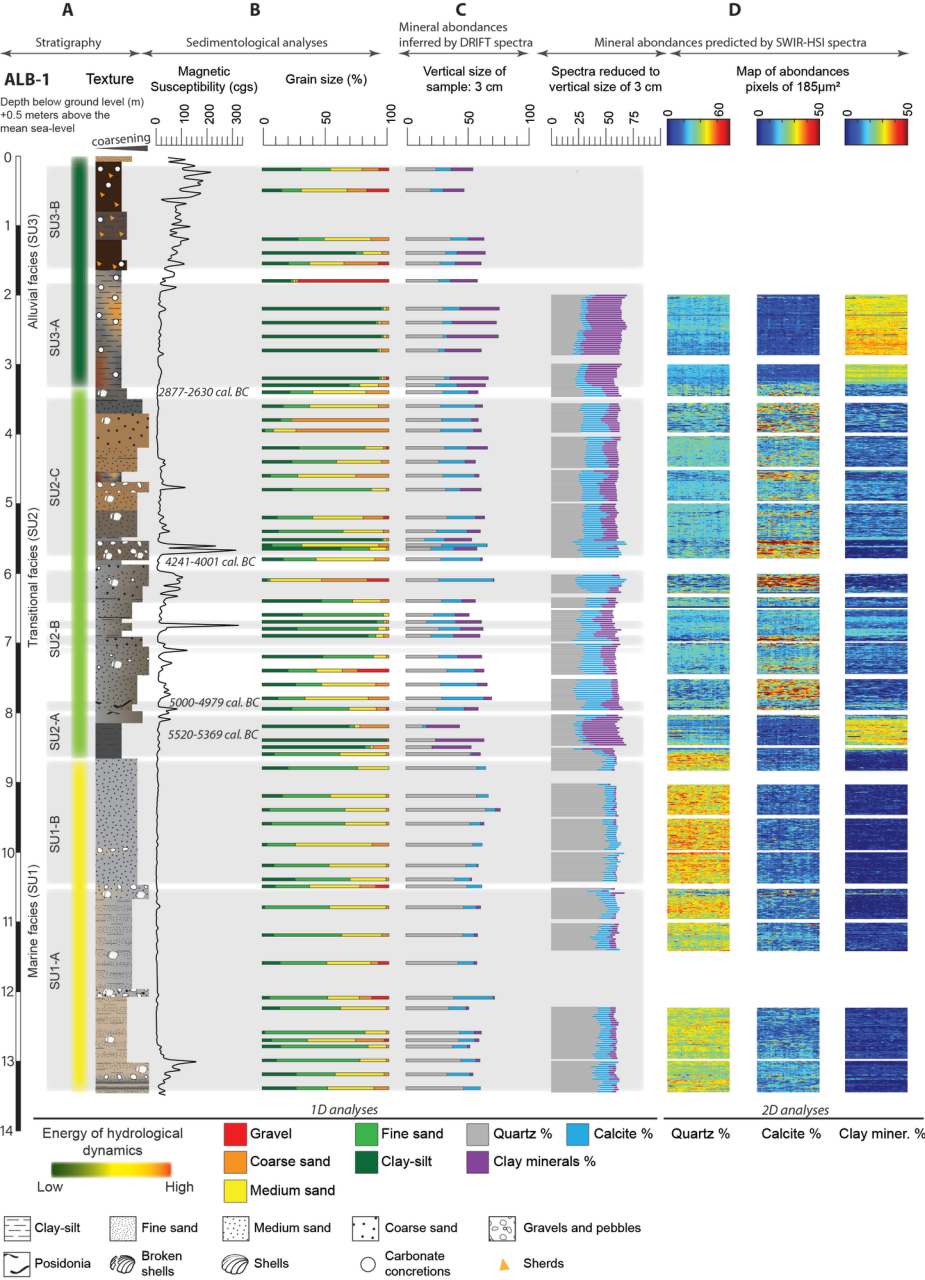 A
B
C
D
Stratigraphy
Sedimentological analyses
Mineral abondances
inferred by DRIFT spectra
Mineral abondances predicted by SWIR-HSI spectra
ALB-1
Texture
Magnetic
Susceptibility (cgs)
Grain size (%)
Vertical size of
sample: 3 cm
Spectra reduced to
vertical size of 3 cm
Map of abondances
pixels of 185µm²
Depth below ground level (m)
+0.5 meters above the
mean sea-level
coarsening
0 100 200 300
0 50 100
0 50 100
0 25 50 75
0 60
0 50
0 50
0
1
2
3
4
5
6
7
8
9
10
11
12
13
14
Alluvial facies (SU3)
Transitional facies (SU2)
Marine facies (SU1)
SU3-B
SU3-A
SU2-C
SU2-B
SU2-A
SU1-B
SU1-A
2877-2630 cal. BC
4241-4001 cal. BC
5000-4979 cal. BC
5520-5369 cal. BC
1D analyses
2D analyses
Energy of hydrological
dynamics
Low
High
Gravel
Coarse sand
Medium sand
Fine sand
Clay-silt
Quartz %
Clay minerals %
Calcite %
Quartz %
Calcite %
Clay miner. %
Clay-silt
Fine sand
Medium sand
Coarse sand
Gravels and pebbles
Posidonia
Broken
shells
Shells
Carbonate
concretions
Sherds